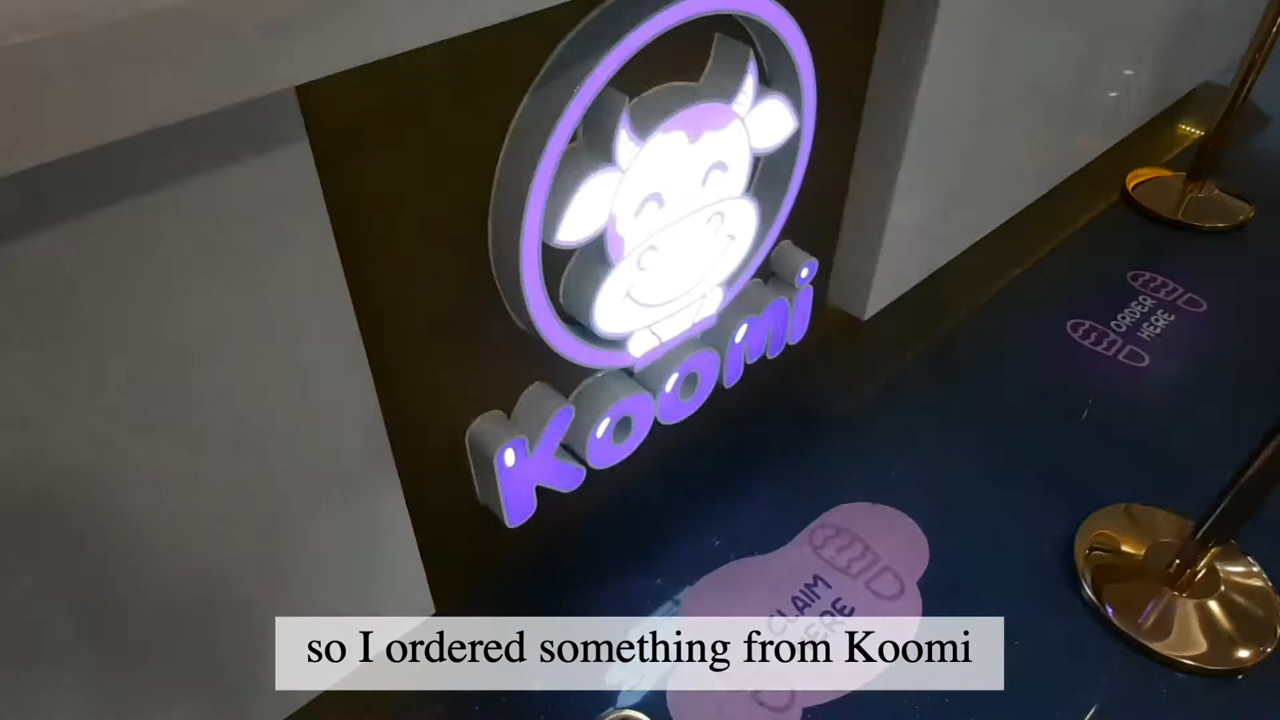 Koomi
ORDER
HERE
CLAIM
HERE
so I ordered something from Koomi